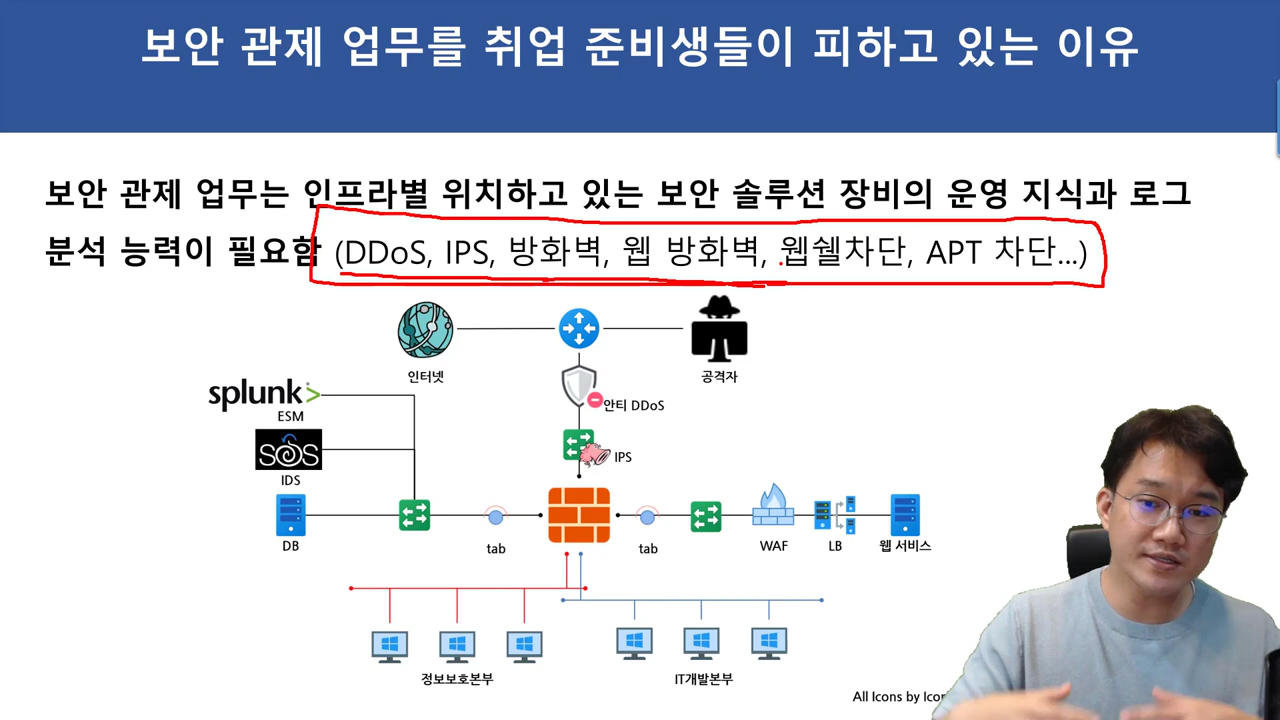 보안 관제 업무를 취업 준비생들이 피하고 있는 이유
보안 관제 업무는 인프라별 위치하고 있는 보안 솔루션 장비의 운영 지식과 로그
분석 능력이 필요함 (DDoS, IPS, 방화벽, 웹 방화벽, 웹쉘차단, APT 차단...)
인터넷
공격자
splunk>
ESM
안티 DDoS
SOS
IDS
IPS
DB
tab
tab
WAF
LB
웹 서비스
정보보호본부
IT개발본부
All Icons by